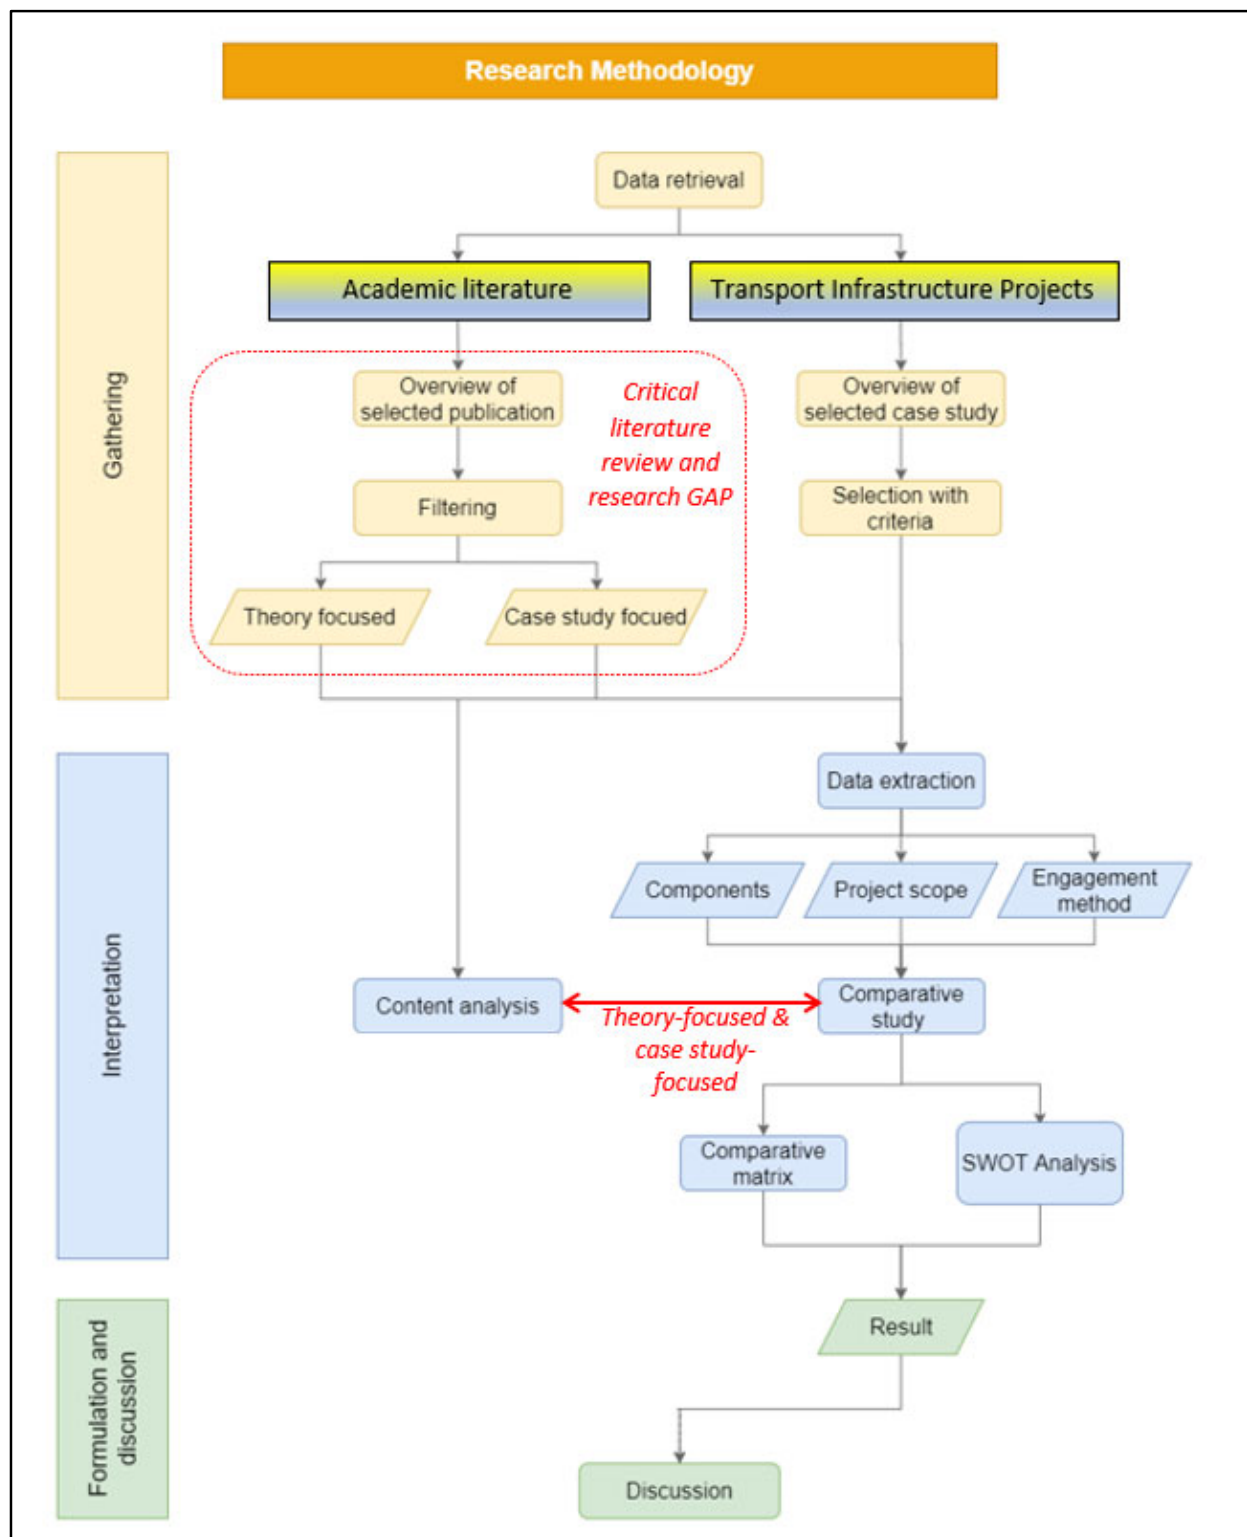 Research Methodology
Gathering
Data retrieval
Academic literature
Transport Infrastructure Projects
Overview of
selected publication
Critical
literature
review and
research GAP
Overview of
selected case study
Filtering
Selection with
criteria
Theory focused
Case study focued
Interpretation
Data extraction
Components
Project scope
Engagement
method
Content analysis
Theory-focused &
case study-
focused
Comparative
study
Comparative
matrix
SWOT Analysis
Formulation and
discussion
Result
Discussion